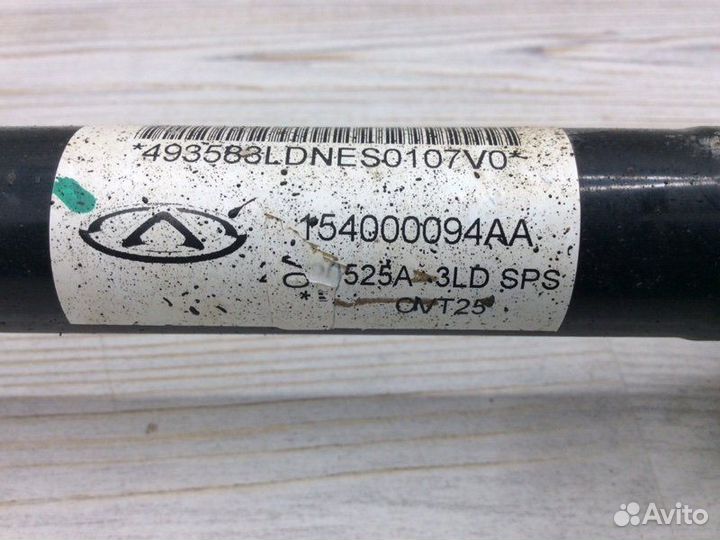 *493583LDNES0107V0*
154000094AA
525A-3LD SPS
CVT25
Avito